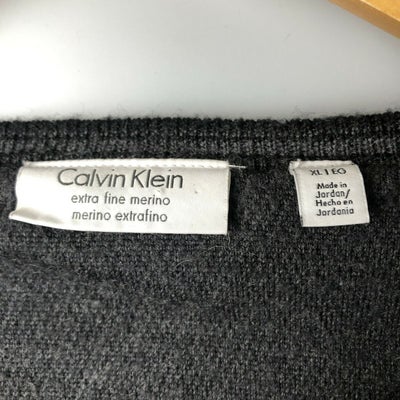 Calvin Klein
extra fine merino
merino extrafino
XL | EG
Made in
Jordan/
Hecho en
Jordania